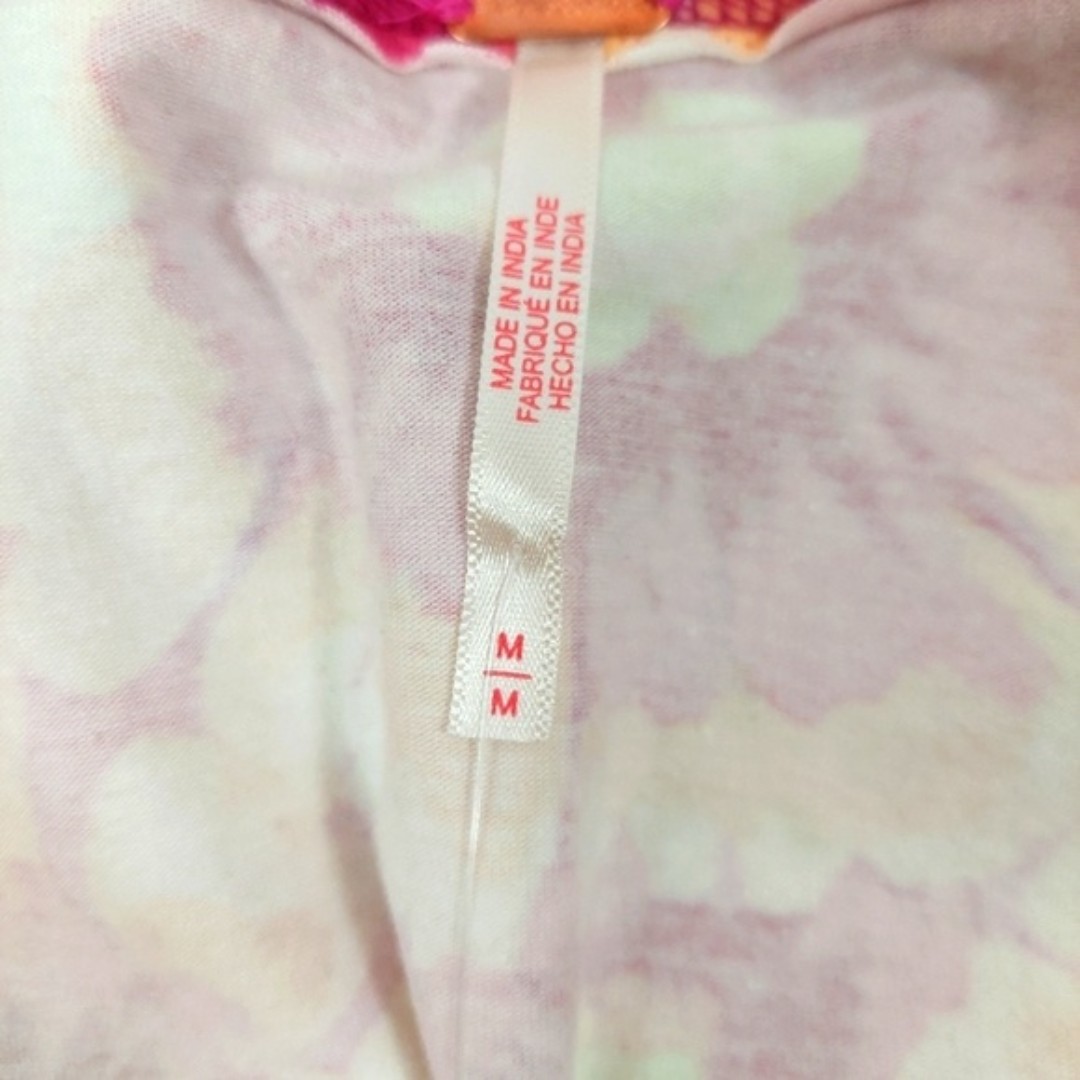 MADE IN INDIA
FABRIQUÉ EN INDE
HECHO EN INDIA
M
M